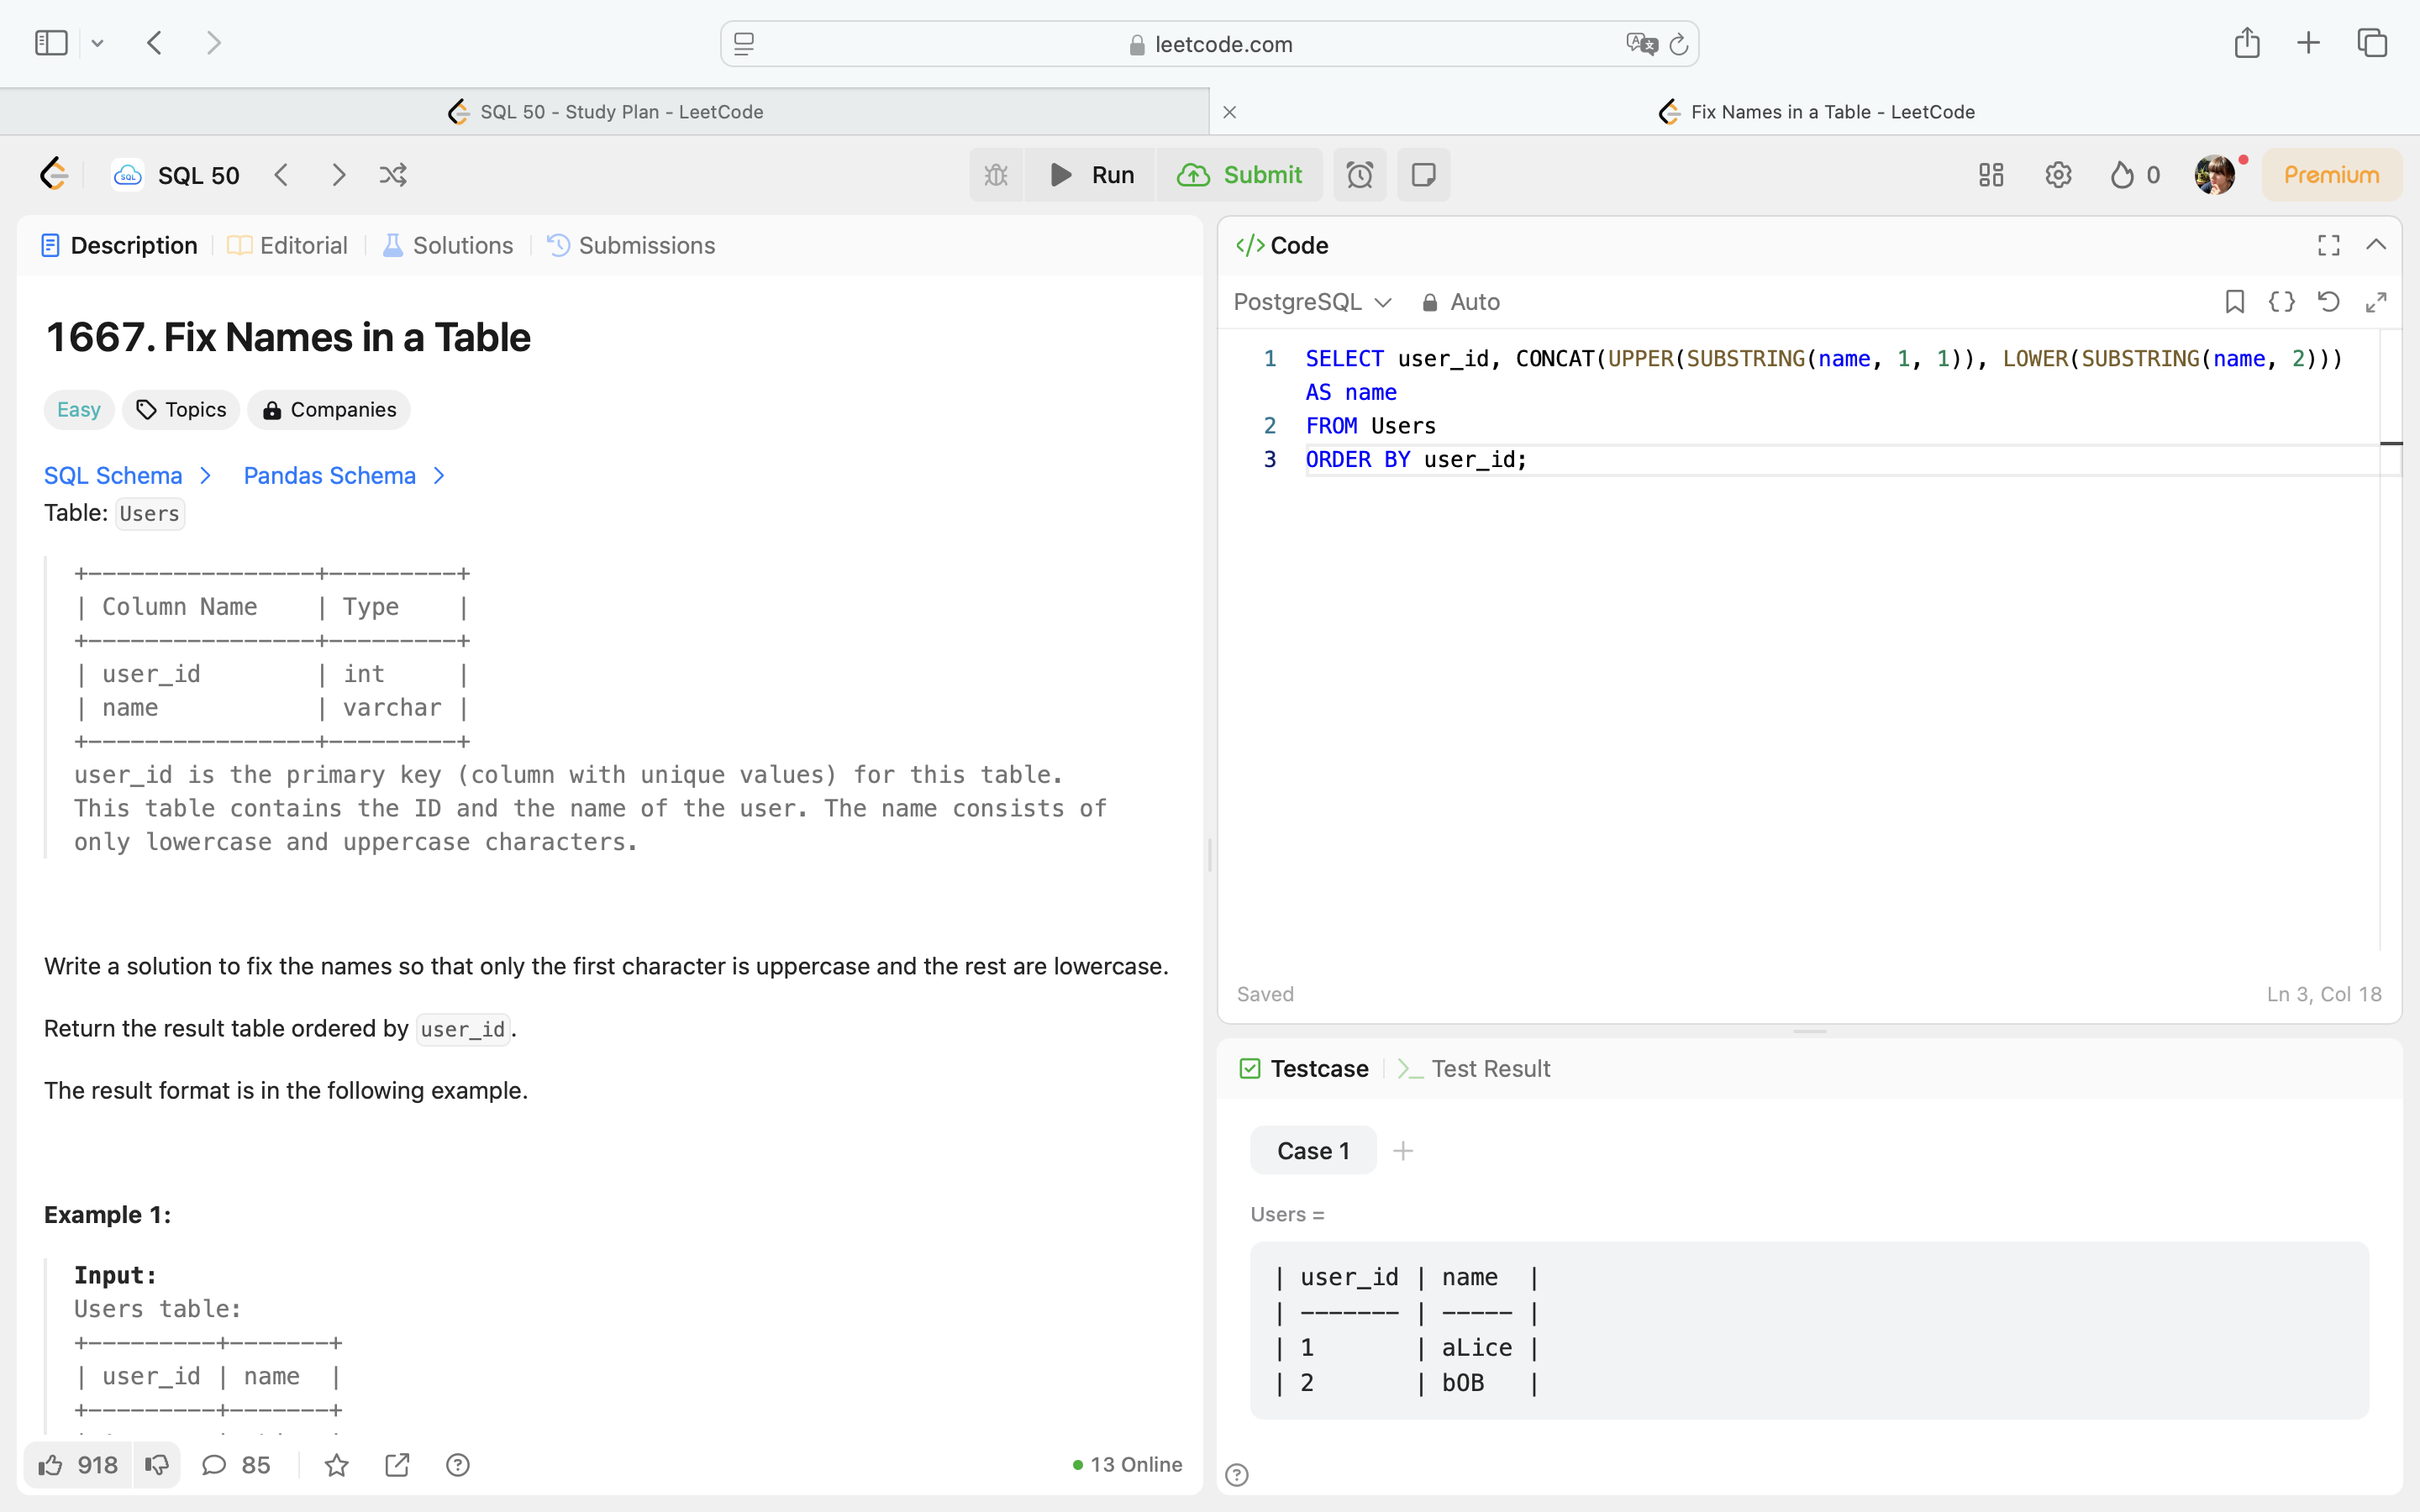 leetcode.com
SQL 50 - Study Plan - LeetCode
Fix Names in a Table - LeetCode
SQL 50
Run
Submit
0
Premium
Description
Editorial
Solutions
Submissions
1667. Fix Names in a Table
Easy
Topics
Companies
SQL Schema
Pandas Schema
Table: Users
+----------------+---------+
| Column Name    | Type    |
+----------------+---------+
| user_id        | int     |
| name           | varchar |
+----------------+---------+
user_id is the primary key (column with unique values) for this table.
This table contains the ID and the name of the user. The name consists of
only lowercase and uppercase characters.
Write a solution to fix the names so that only the first character is uppercase and the rest are lowercase.
Return the result table ordered by user_id.
The result format is in the following example.
Example 1:
Input:
Users table:
+---------+-------+
| user_id | name  |
+---------+-------+
918
85
13 Online
Code
PostgreSQL
Auto
1 SELECT user_id, CONCAT(UPPER(SUBSTRING(name, 1, 1)), LOWER(SUBSTRING(name, 2)))
AS name
2 FROM Users
3 ORDER BY user_id;
Saved
Ln 3, Col 18
Testcase
Test Result
Case 1
Users =
| user_id | name  |
| ------- | ----- |
| 1       | aLice |
| 2       | bOB   |